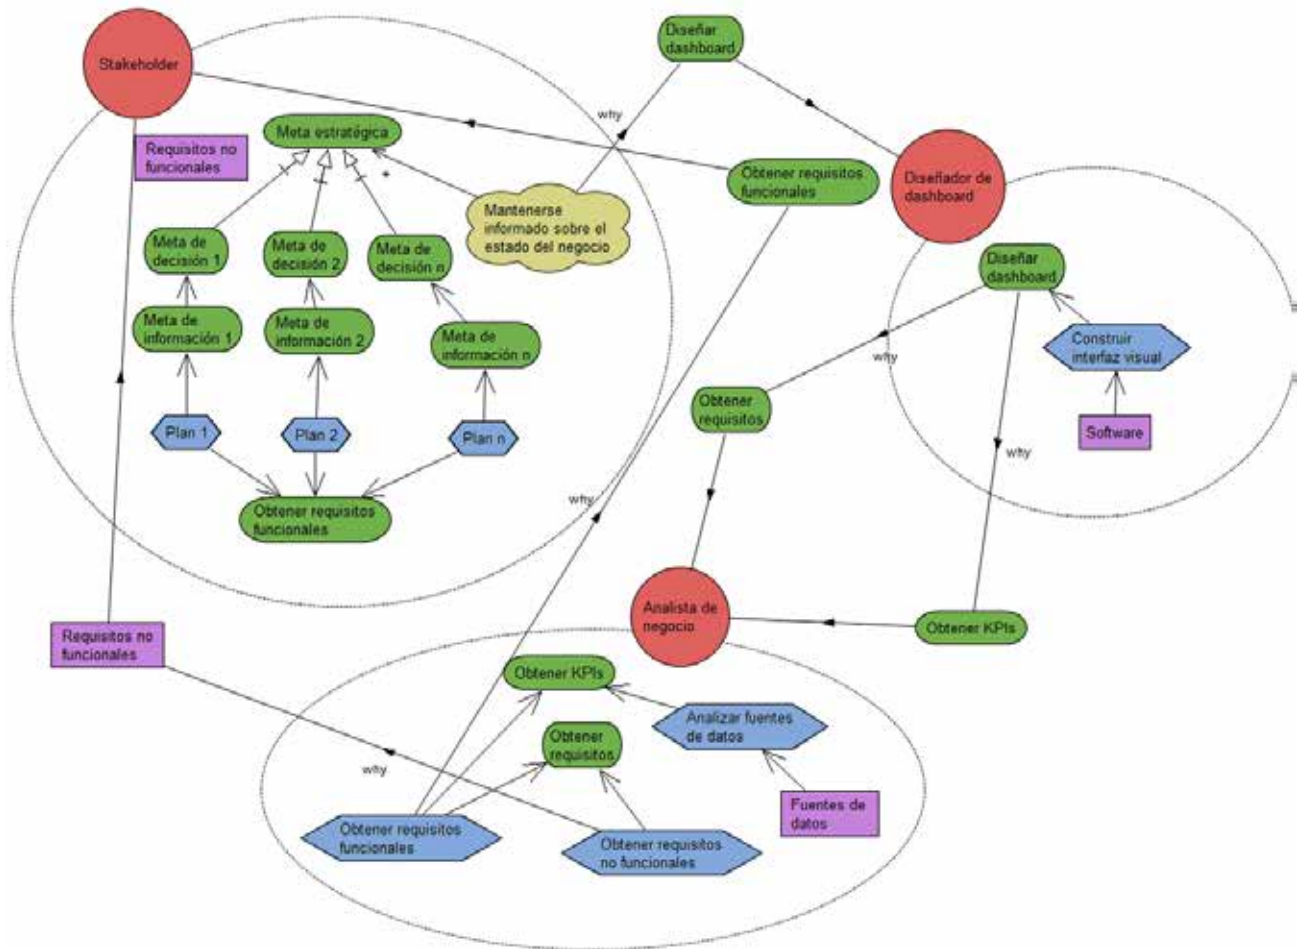 Diseñar
dashboard
Stakeholder
why
Meta estratégica
Requisitos no
funcionales
+
Obtener requisitos
funcionales
Diseñador de
dashboard
Mantenerse
informado sobre el
estado del negocio
Meta de
decisión 1
Meta de
decisión 2
Meta de
decisión n
Diseñar
dashboard
Meta de
información 1
Meta de
información 2
Meta de
información n
Construir
interfaz visual
why
Obtener
requisitos
Plan 1
Plan 2
Plan n
Software
why
why
Obtener requisitos
funcionales
Analista de
negocio
Obtener KPIs
Requisitos no
funcionales
Obtener KPIs
Analizar fuentes
de datos
Obtener
requisitos
why
Fuentes de
datos
Obtener requisitos
funcionales
Obtener requisitos
no funcionales